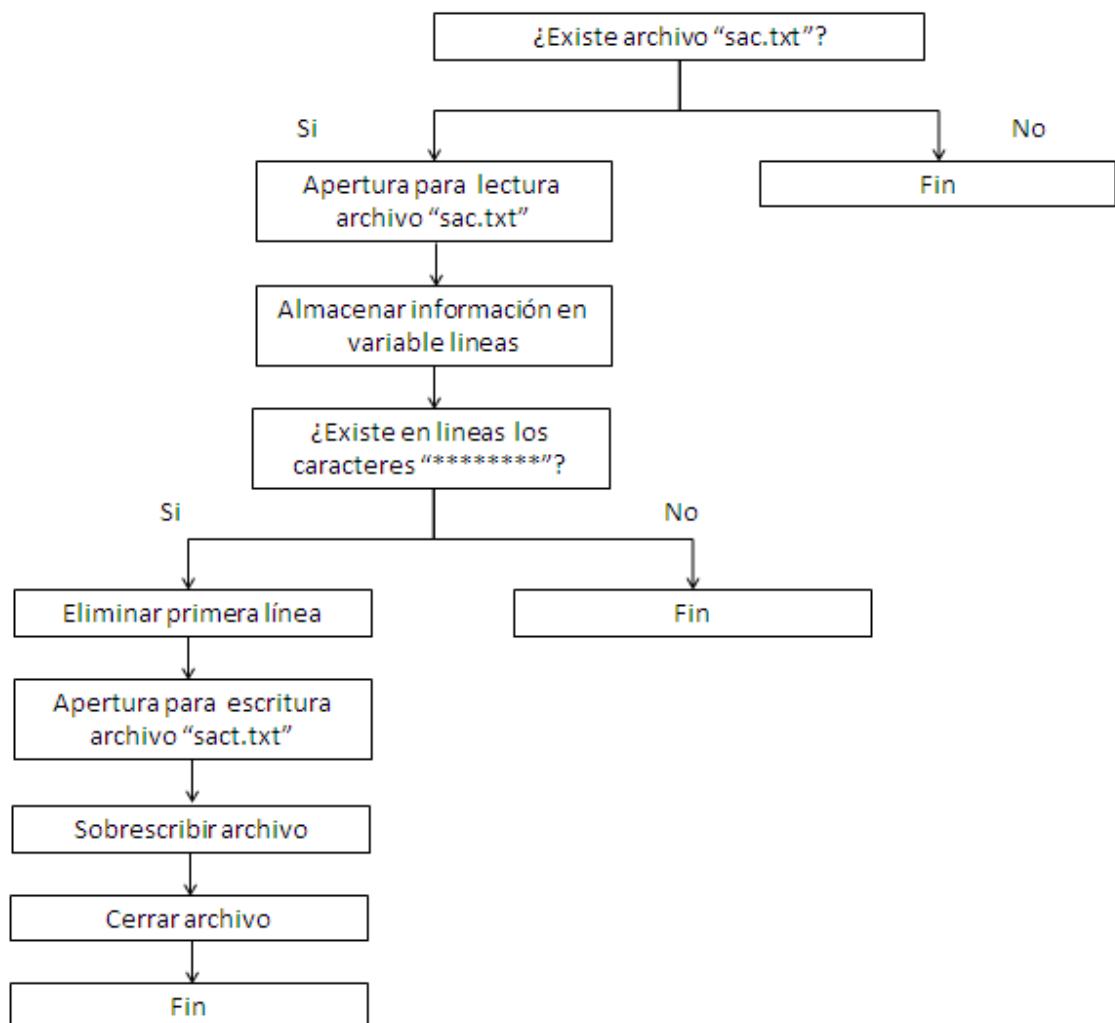 ¿Existe archivo “sac.txt”?
Si
No
Apertura para lectura
archivo “sac.txt”
Fin
Almacenar información en
variable lineas
¿Existe en lineas los
caracteres “********”?
Si
No
Eliminar primera línea
Fin
Apertura para escritura
archivo “sact.txt”
Sobrescribir archivo
Cerrar archivo
Fin